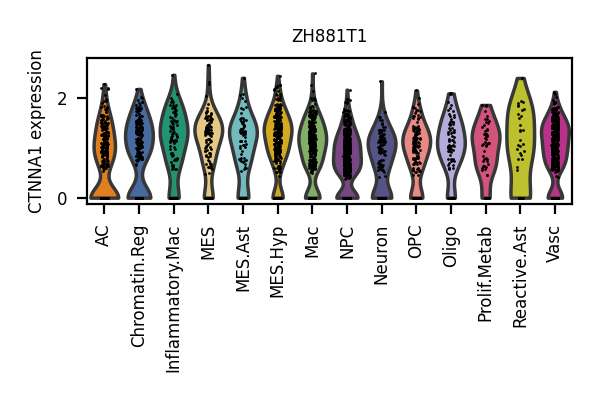 ZH881T1
CTNNA1 expression
2
0
AC
Chromatin.Reg
Inflammatory.Mac
MES
MES.Ast
MES.Hyp
Mac
NPC
Neuron
OPC
Oligo
Prolif.Metab
Reactive.Ast
Vasc